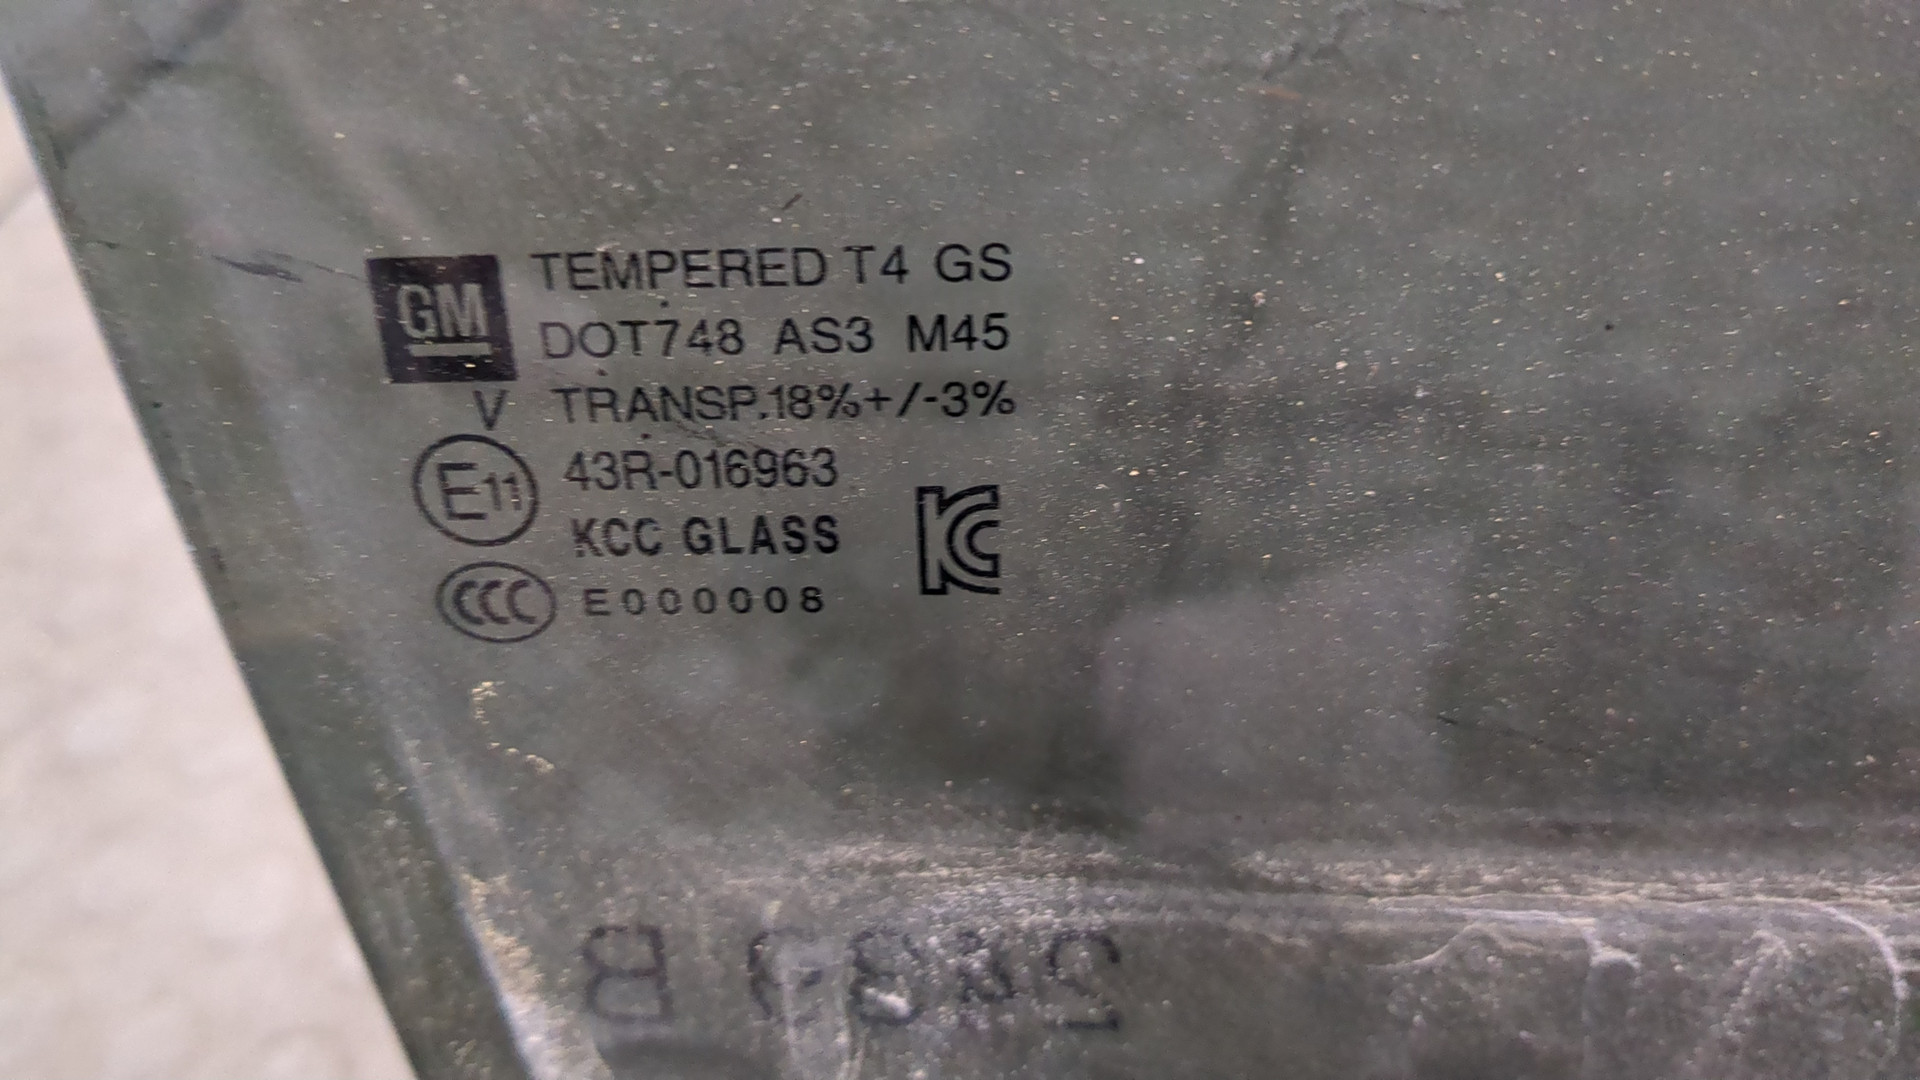 GM TEMPERED T4 GS
DOT748 AS3 M45
V TRANSP.18%+/-3%
E11 43R-016963
KCC GLASS KC
CCC E000008